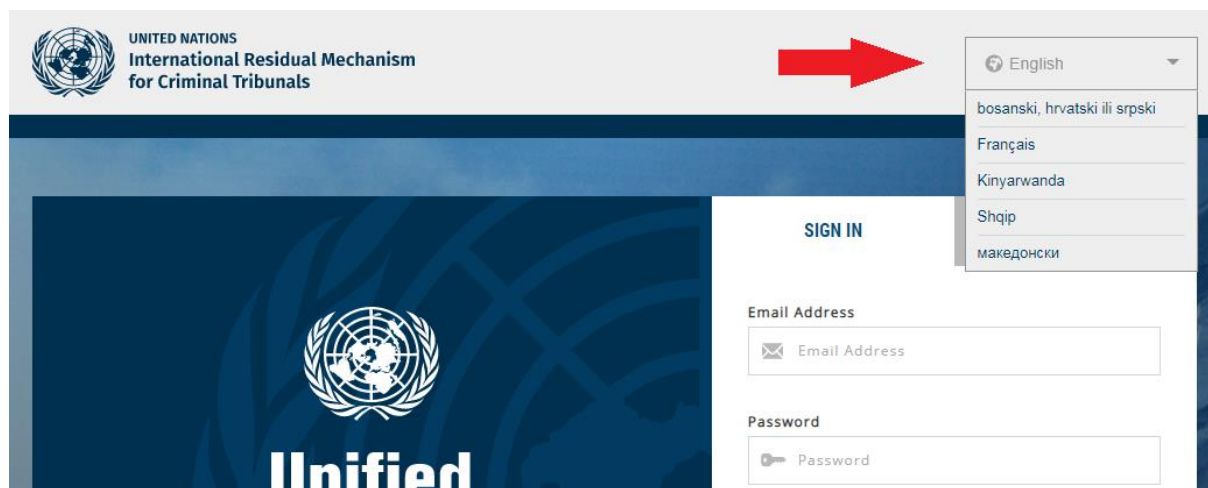 UNITED NATIONS
International Residual Mechanism
for Criminal Tribunals
English
bosanski, hrvatski ili srpski
Français
Kinyarwanda
Shqip
македонски
SIGN IN
Email Address
Email Address
Password
Password
Unified